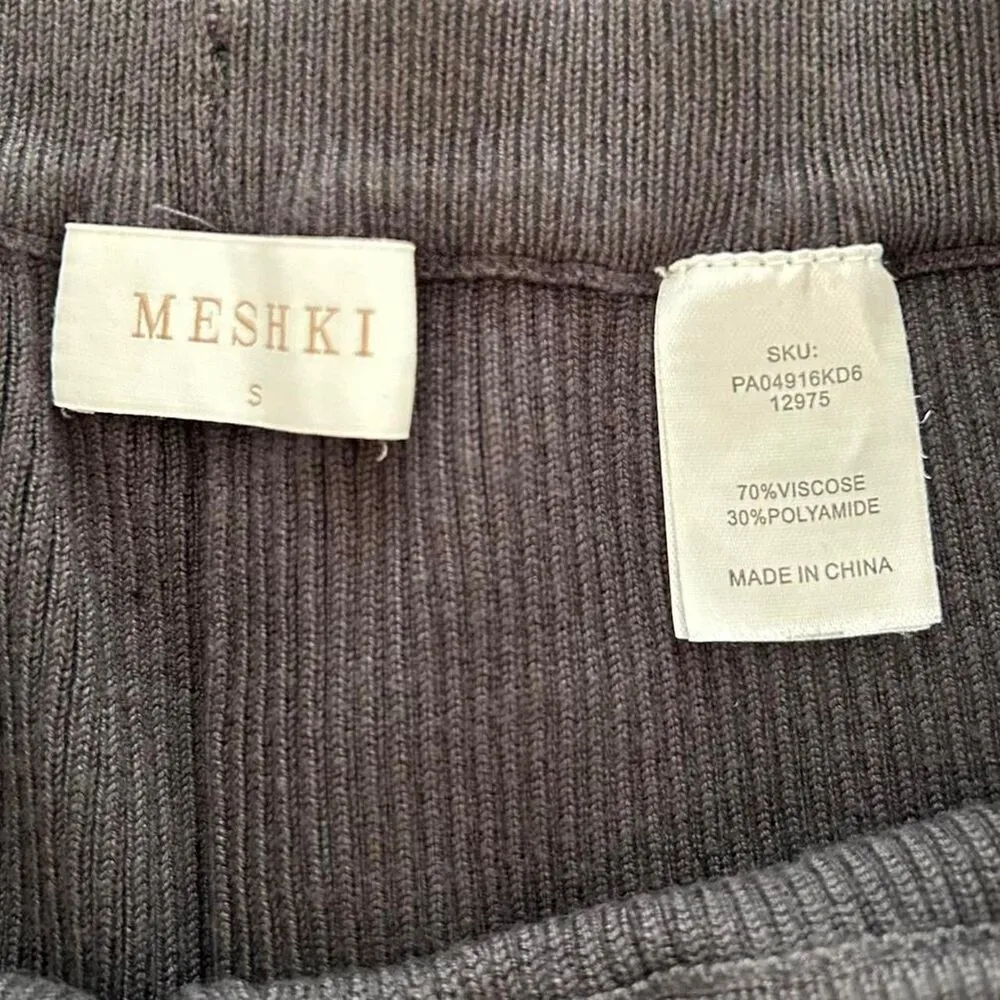 MESHKI
S
SKU:
PA04916KD6
12975
70%VISCOSE
30%POLYAMIDE
MADE IN CHINA